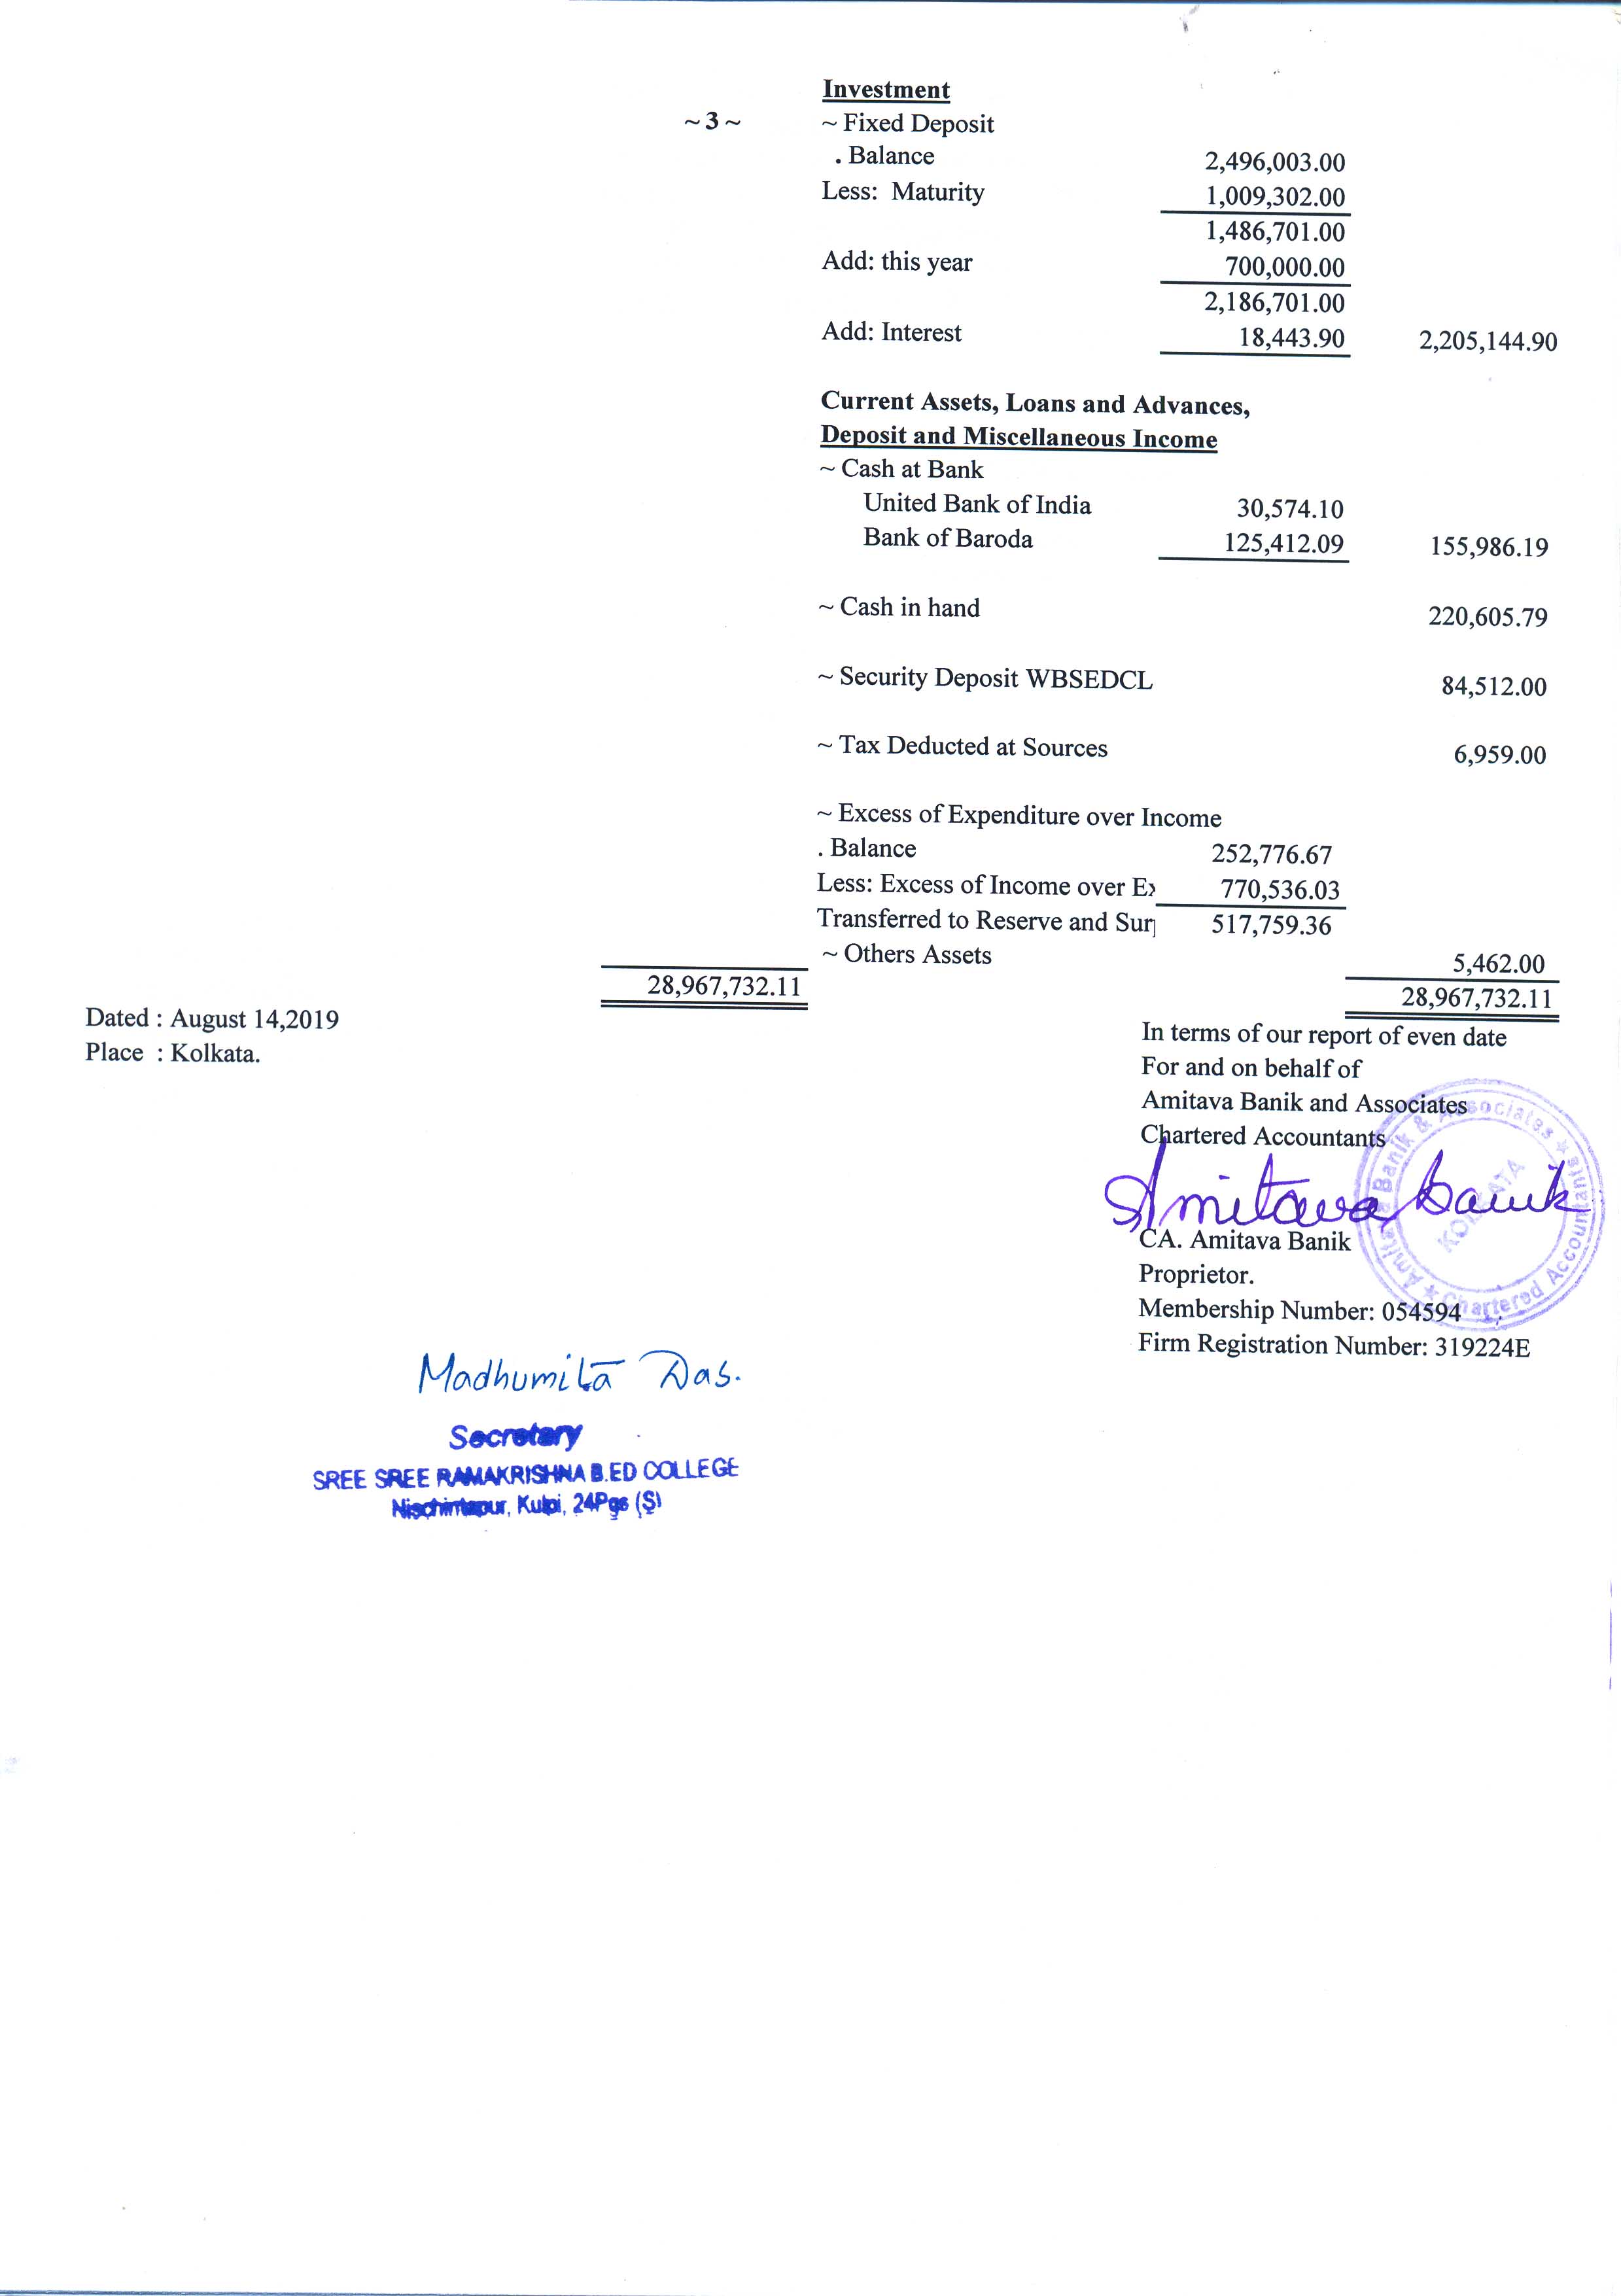 ~ 3 ~
Investment
~ Fixed Deposit
. Balance 2,496,003.00
Less: Maturity 1,009,302.00
1,486,701.00
Add: this year 700,000.00
2,186,701.00
Add: Interest 18,443.90 2,205,144.90
Current Assets, Loans and Advances,
Deposit and Miscellaneous Income
~ Cash at Bank
United Bank of India 30,574.10
Bank of Baroda 125,412.09 155,986.19
~ Cash in hand 220,605.79
~ Security Deposit WBSEDCL 84,512.00
~ Tax Deducted at Sources 6,959.00
~ Excess of Expenditure over Income
. Balance 252,776.67
Less: Excess of Income over Ex 770,536.03
Transferred to Reserve and Sur 517,759.36
~ Others Assets 5,462.00
28,967,732.11 28,967,732.11
Dated : August 14,2019
Place : Kolkata.
In terms of our report of even date
For and on behalf of
Amitava Banik and Associates
Chartered Accountants
Amitava Banik
CA. Amitava Banik
Proprietor.
Membership Number: 054594
Firm Registration Number: 319224E
Amitava Banik & Associates ★ Chartered Accountants ★
KOLKATA
Madhumita Das.
Secretary
SREE SREE RAMAKRISHNA B.ED COLLEGE
Nischintapur, Kulpi, 24Pgs (S)